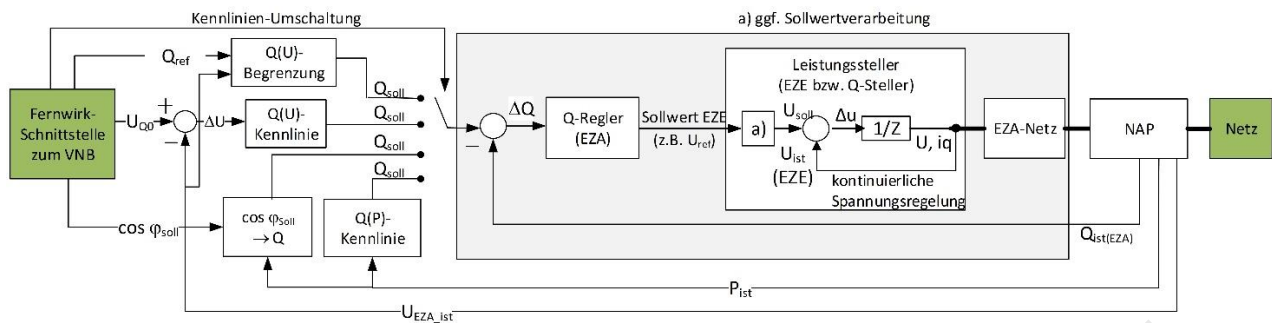 Kennlinien-Umschaltung
a) ggf. Sollwertverarbeitung
Fernwirk-
Schnittstelle
zum VNB
Qref
Q(U)-
Begrenzung
Qsoll
UQ0
+
−
ΔU
Q(U)-
Kennlinie
Qsoll
Qsoll
Qsoll
cos φsoll
cos φSoll
→ Q
Q(P)-
Kennlinie
−
ΔQ
Q-Regler
(EZA)
Sollwert EZE
(z.B. Uref)
Leistungssteller
(EZE bzw. Q-Steller)
a)
Usoll
Uist
(EZE)
Δu
1/Z
U, iq
kontinuierliche
Spannungsregelung
EZA-Netz
NAP
Netz
Qist(EZA)
Pist
UEZA_ist